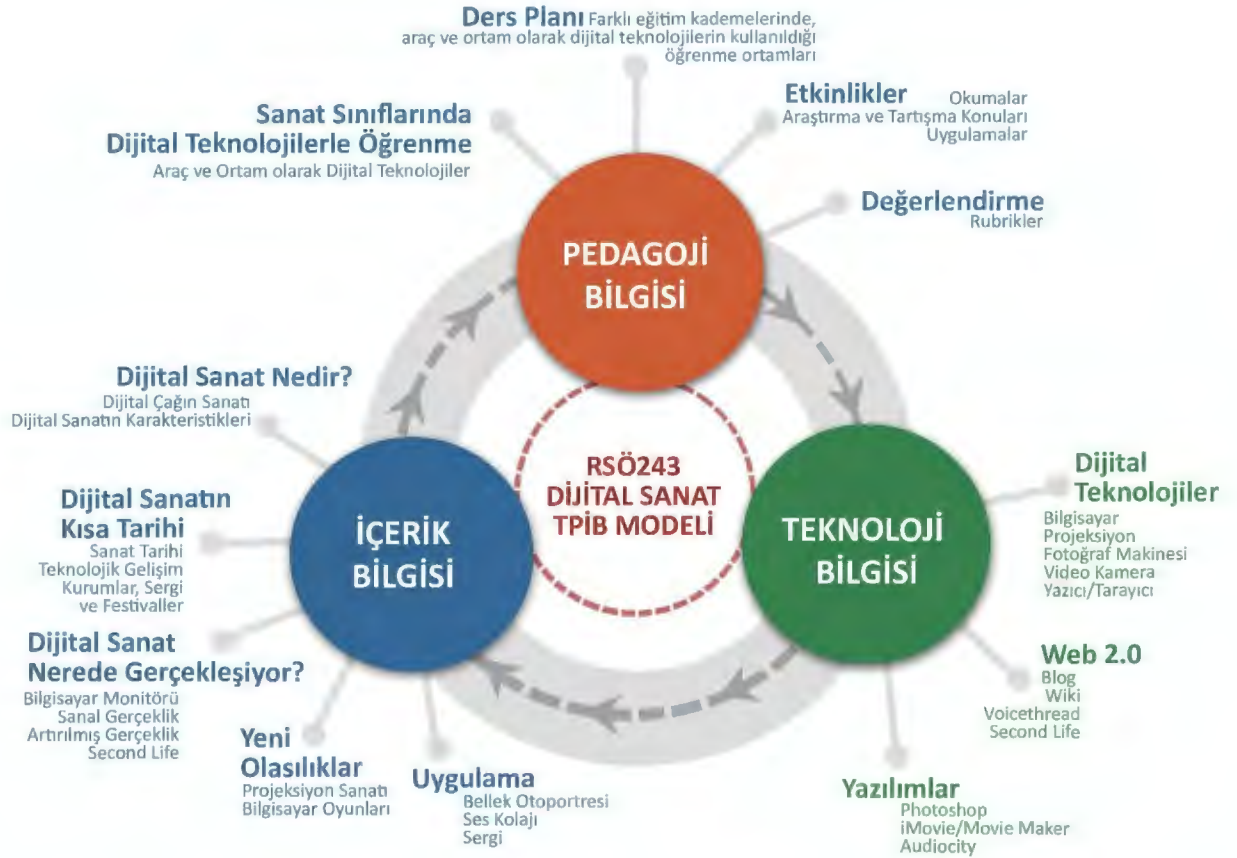 Ders Planı Farklı eğitim kademelerinde,
araç ve ortam olarak dijital teknolojilerin kullanıldığı
öğrenme ortamları
Etkinlikler Okumalar
Araştırma ve Tartışma Konuları
Uygulamalar
Sanat Sınıflarında
Dijital Teknolojilerle Öğrenme
Araç ve Ortam olarak Dijital Teknolojiler
Değerlendirme
Rubrikler
PEDAGOJİ
BİLGİSİ
Dijital Sanat Nedir?
Dijital Çağın Sanatı
Dijital Sanatın Karakteristikleri
RSÖ243
DİJİTAL SANAT
TPİB MODELİ
İÇERİK
BİLGİSİ
TEKNOLOJİ
BİLGİSİ
Dijital Sanatın
Kısa Tarihi
Sanat Tarihi
Teknolojik Gelişim
Kurumlar, Sergi
ve Festivaller
Dijital
Teknolojiler
Bilgisayar
Projeksiyon
Fotoğraf Makinesi
Video Kamera
Yazıcı/Tarayıcı
Dijital Sanat
Nerede Gerçekleşiyor?
Bilgisayar Monitörü
Sanal Gerçeklik
Artırılmış Gerçeklik
Second Life
Web 2.0
Blog
Wiki
Voicethread
Second Life
Yeni
Olasılıklar
Projeksiyon Sanatı
Bilgisayar Oyunları
Uygulama
Bellek Otoportresi
Ses Kolajı
Sergi
Yazılımlar
Photoshop
iMovie/Movie Maker
Audiocity